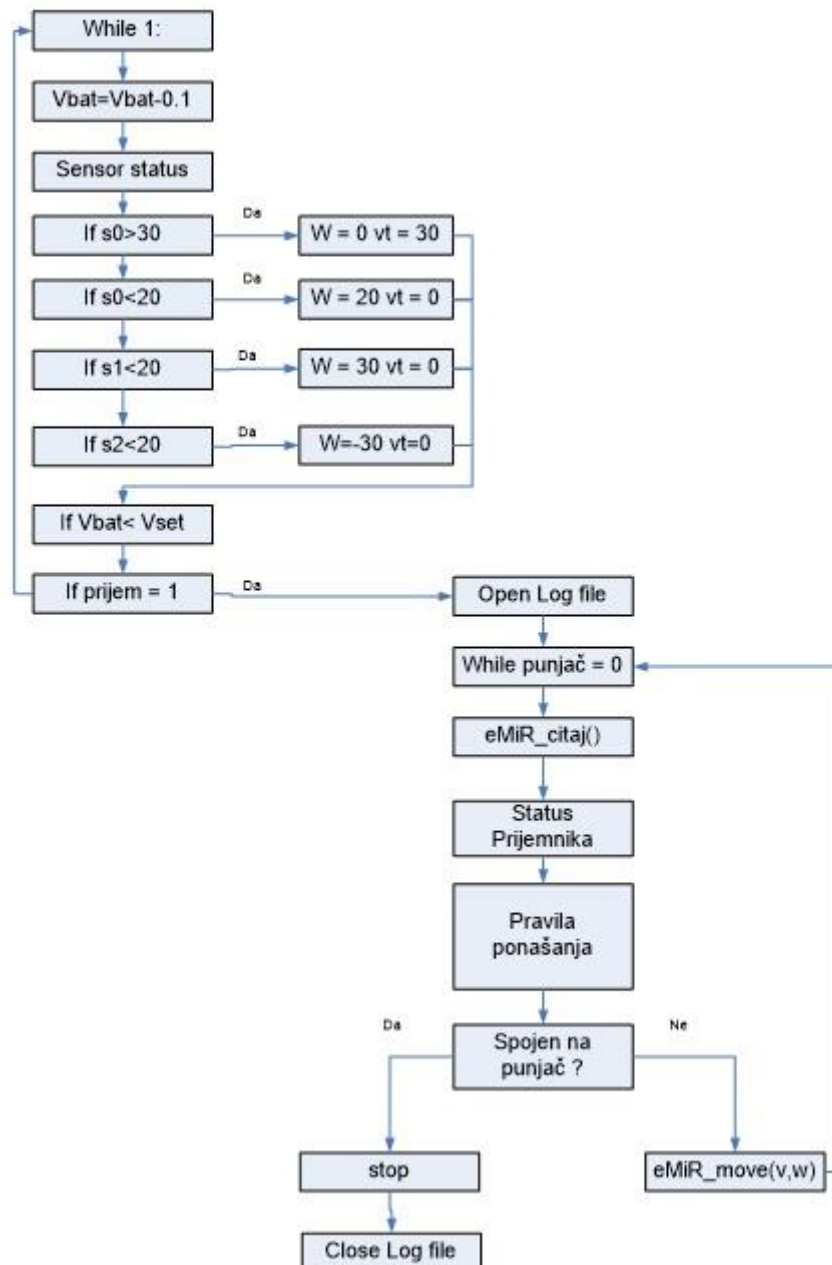 While 1:
Vbat=Vbat-0.1
Sensor status
If s0>30
Da
W = 0 vt = 30
If s0<20
Da
W = 20 vt = 0
If s1<20
Da
W = 30 vt = 0
If s2<20
Da
W=-30 vt=0
If Vbat< Vset
If prijem = 1
Da
Open Log file
While punjač = 0
eMiR_citaj()
Status
Prijemnika
Pravila
ponašanja
Da
Spojen na
punjač ?
Ne
stop
eMiR_move(v,w)
Close Log file